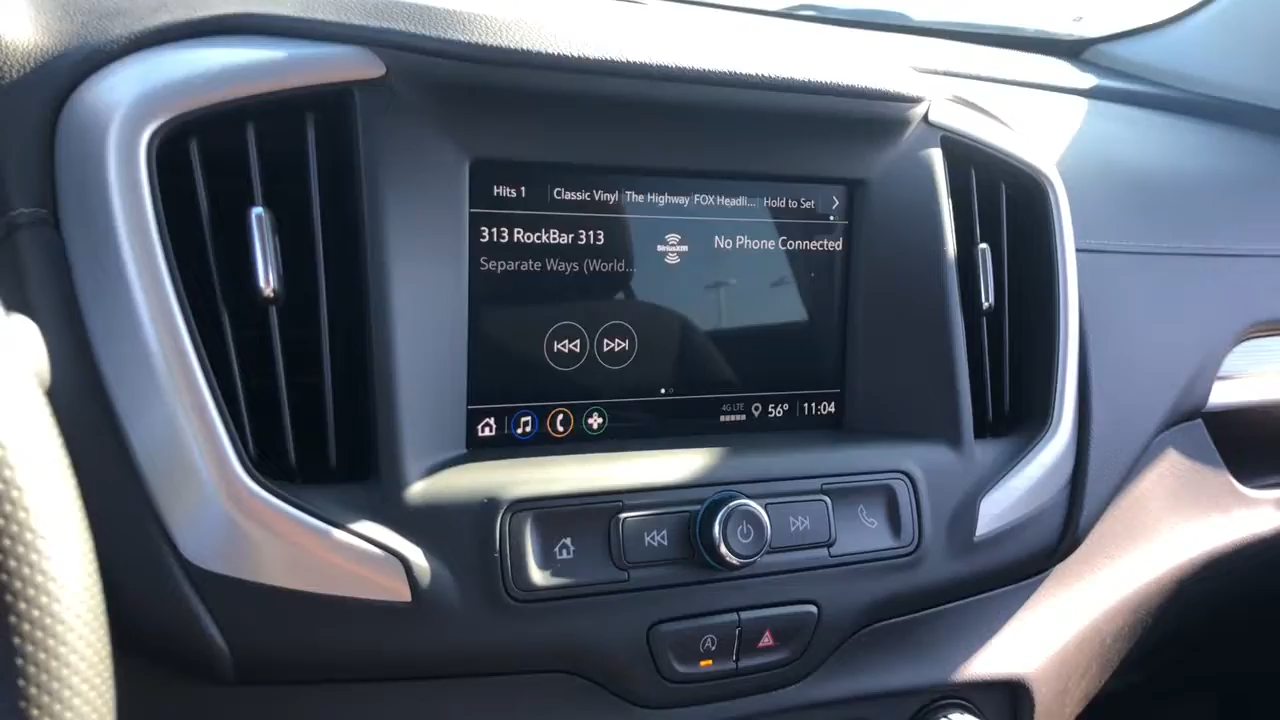 Hits 1 Classic Vinyl The Highway FOX Headli... Hold to Set
313 RockBar 313
SiriusXM
No Phone Connected
Separate Ways (World...
4G LTE 56° 11:04
A